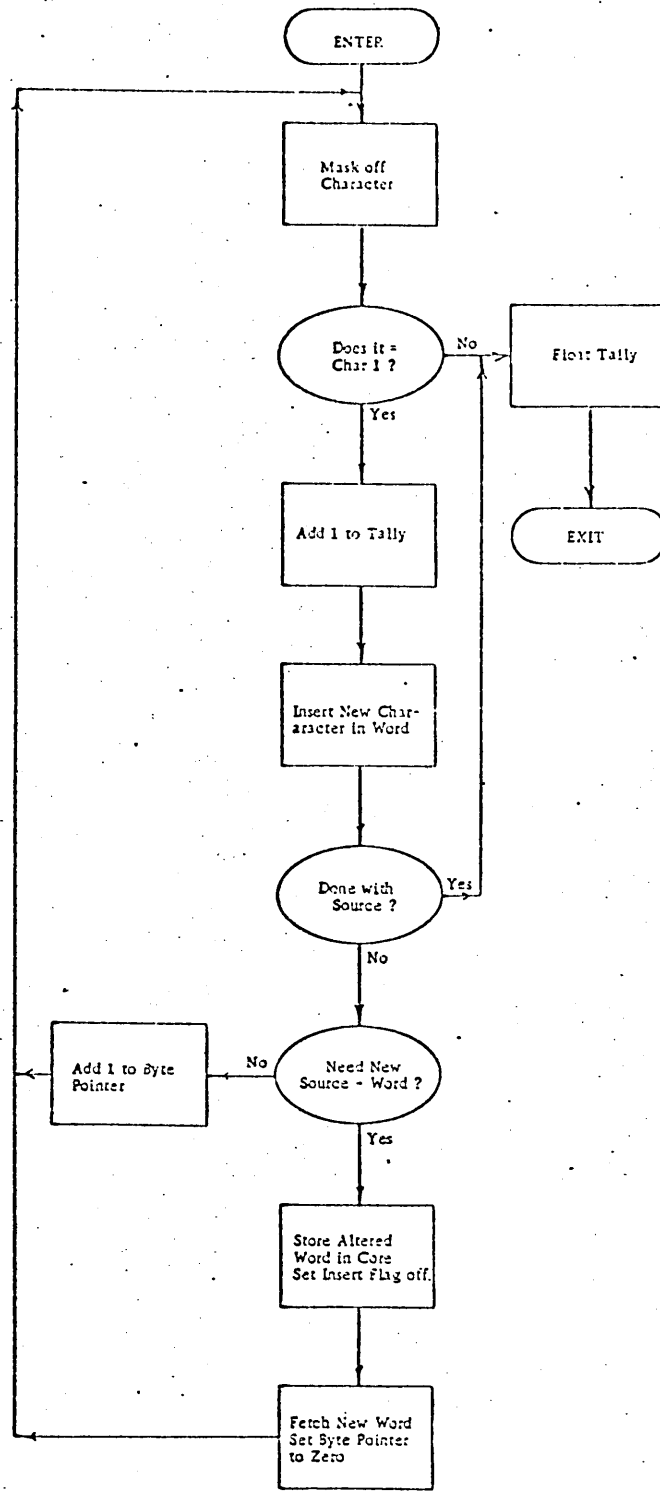 ENTER
Mask off
Character
Does it =
Char 1 ?
No
Yes
Float Tally
EXIT
Add 1 to Tally
Insert New Char-
aracter in Word
Done with
Source ?
Yes
No
Need New
Source - Word ?
No
Yes
Add 1 to Byte
Pointer
Store Altered
Word in Core
Set Insert Flag off.
Fetch New Word
Set Byte Pointer
to Zero